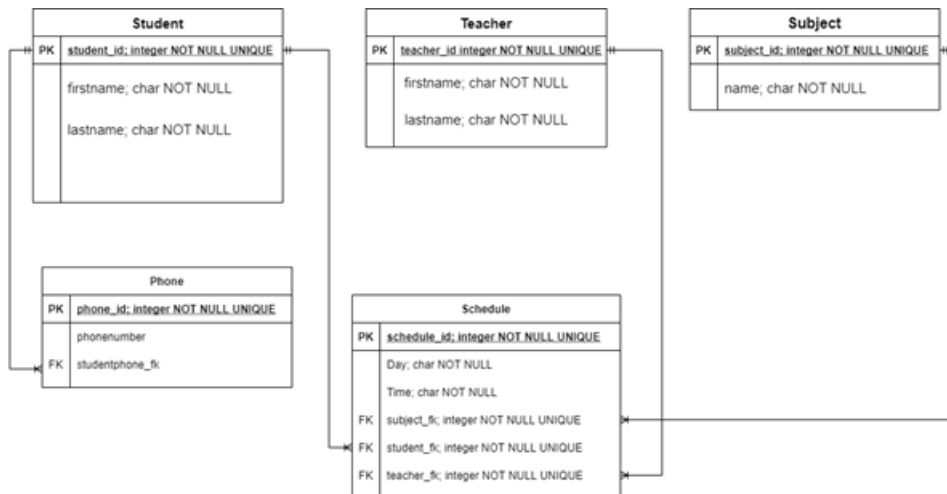 Student
PK student_id; integer NOT NULL UNIQUE
firstname; char NOT NULL
lastname; char NOT NULL
Teacher
PK teacher_id integer NOT NULL UNIQUE
firstname; char NOT NULL
lastname; char NOT NULL
Subject
PK subject_id; integer NOT NULL UNIQUE
name; char NOT NULL
Phone
PK phone_id; integer NOT NULL UNIQUE
phonenumber
FK studentphone_fk
Schedule
PK schedule_id; integer NOT NULL UNIQUE
Day; char NOT NULL
Time; char NOT NULL
FK subject_fk; integer NOT NULL UNIQUE
FK student_fk; integer NOT NULL UNIQUE
FK teacher_fk; integer NOT NULL UNIQUE